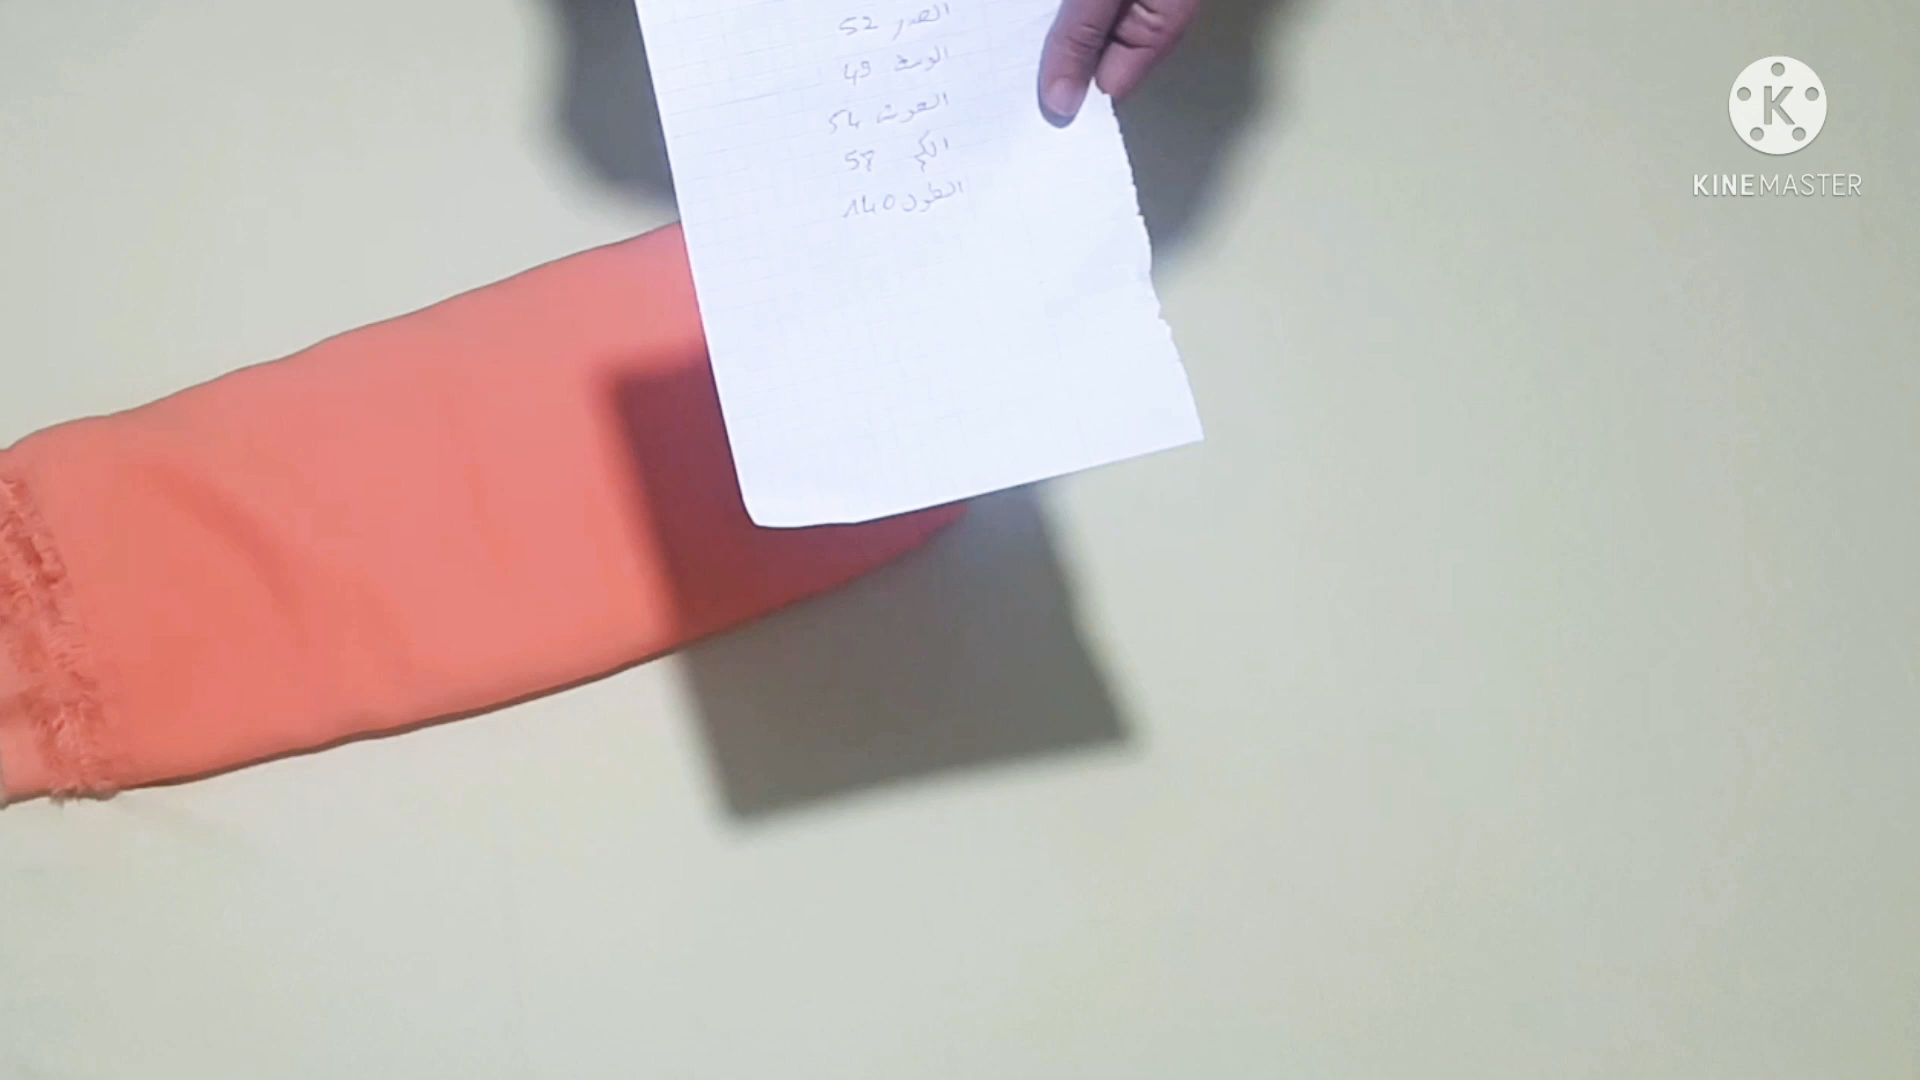 الصدر 52
الوسط 49
العرض 54
الكم 58
الطول 140
K
KINEMASTER